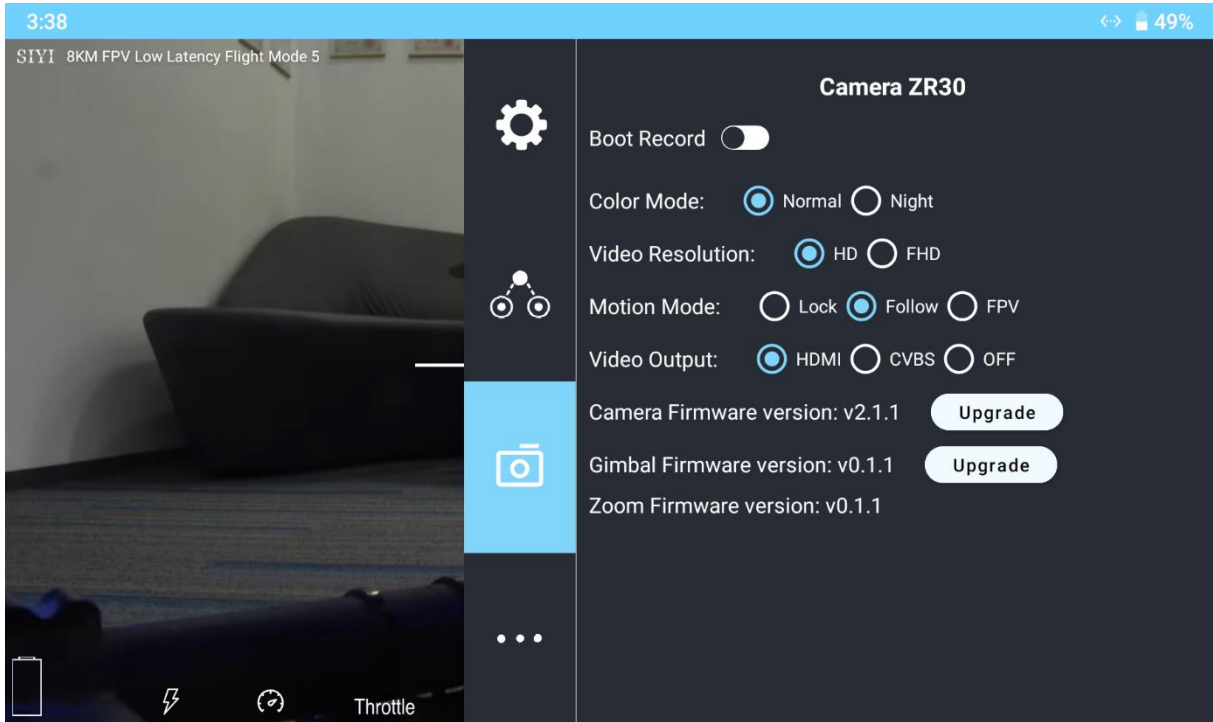 3:38
49%
SIYI 8KM FPV Low Latency Flight Mode 5
Throttle
Camera ZR30
Boot Record
Color Mode: Normal Night
Video Resolution: HD FHD
Motion Mode: Lock Follow FPV
Video Output: HDMI CVBS OFF
Camera Firmware version: v2.1.1 Upgrade
Gimbal Firmware version: v0.1.1 Upgrade
Zoom Firmware version: v0.1.1